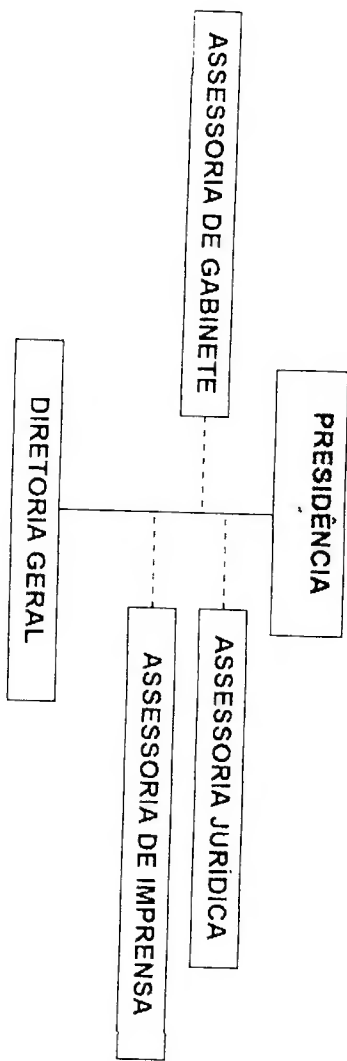 PRESIDÊNCIA
ASSESSORIA JURÍDICA
ASSESSORIA DE GABINETE
ASSESSORIA DE IMPRENSA
DIRETORIA GERAL